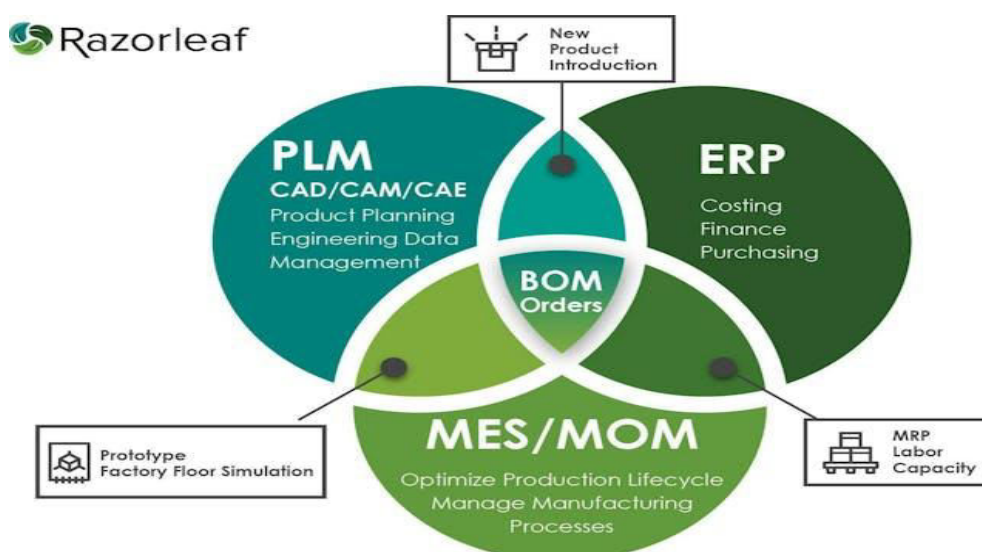 Razorleaf
New
Product
Introduction
PLM
CAD/CAM/CAE
Product Planning
Engineering Data
Management
ERP
Costing
Finance
Purchasing
BOM
Orders
Prototype
Factory Floor Simulation
MES/MOM
Optimize Production Lifecycle
Manage Manufacturing
Processes
MRP
Labor
Capacity